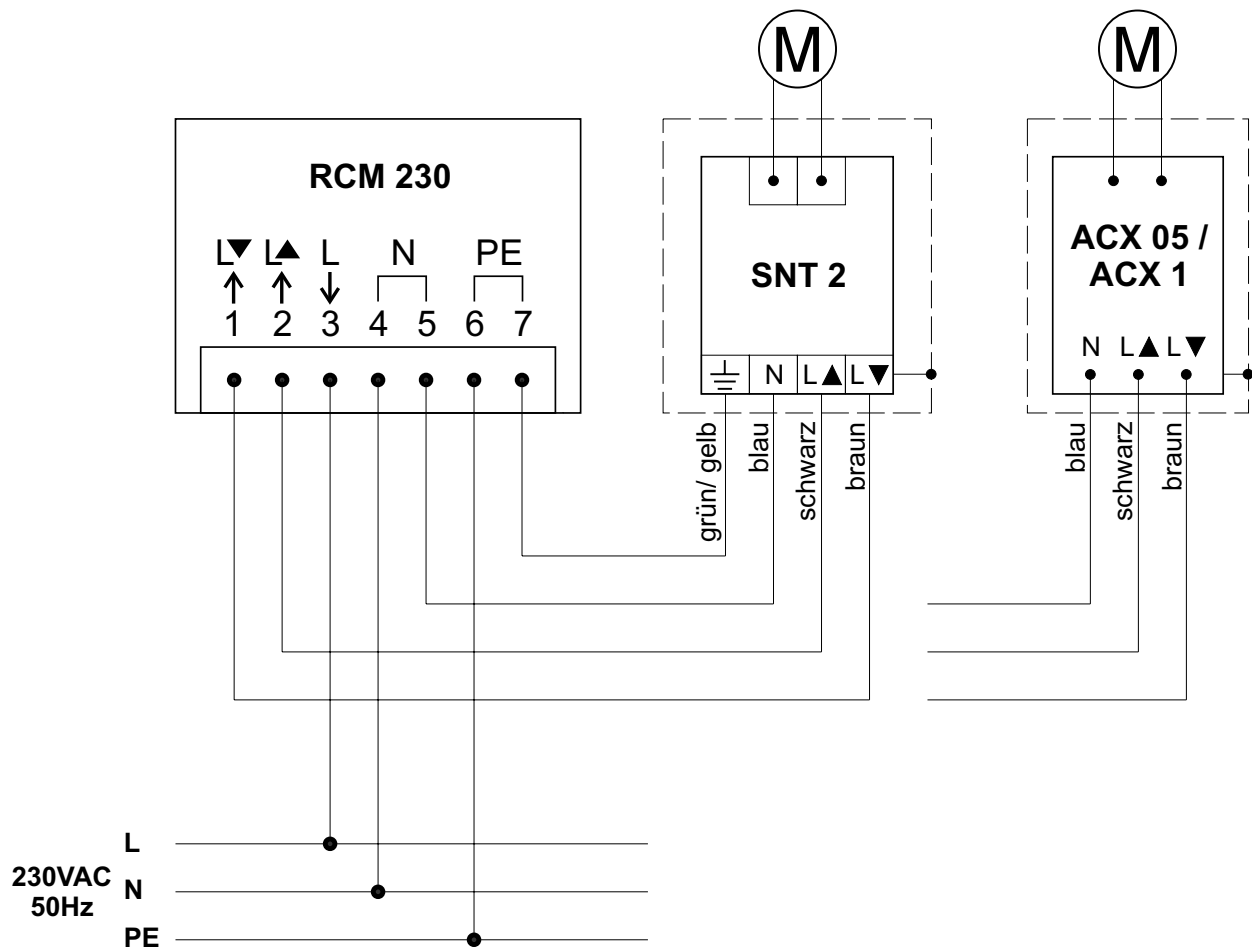 M
M
RCM 230
L▼ L▲ L N PE
1 2 3 4 5 6 7
SNT 2
N L▲ L▼
grün/ gelb
blau
schwarz
braun
ACX 05 /
ACX 1
N L▲ L▼
blau
schwarz
braun
230VAC
50Hz
L
N
PE